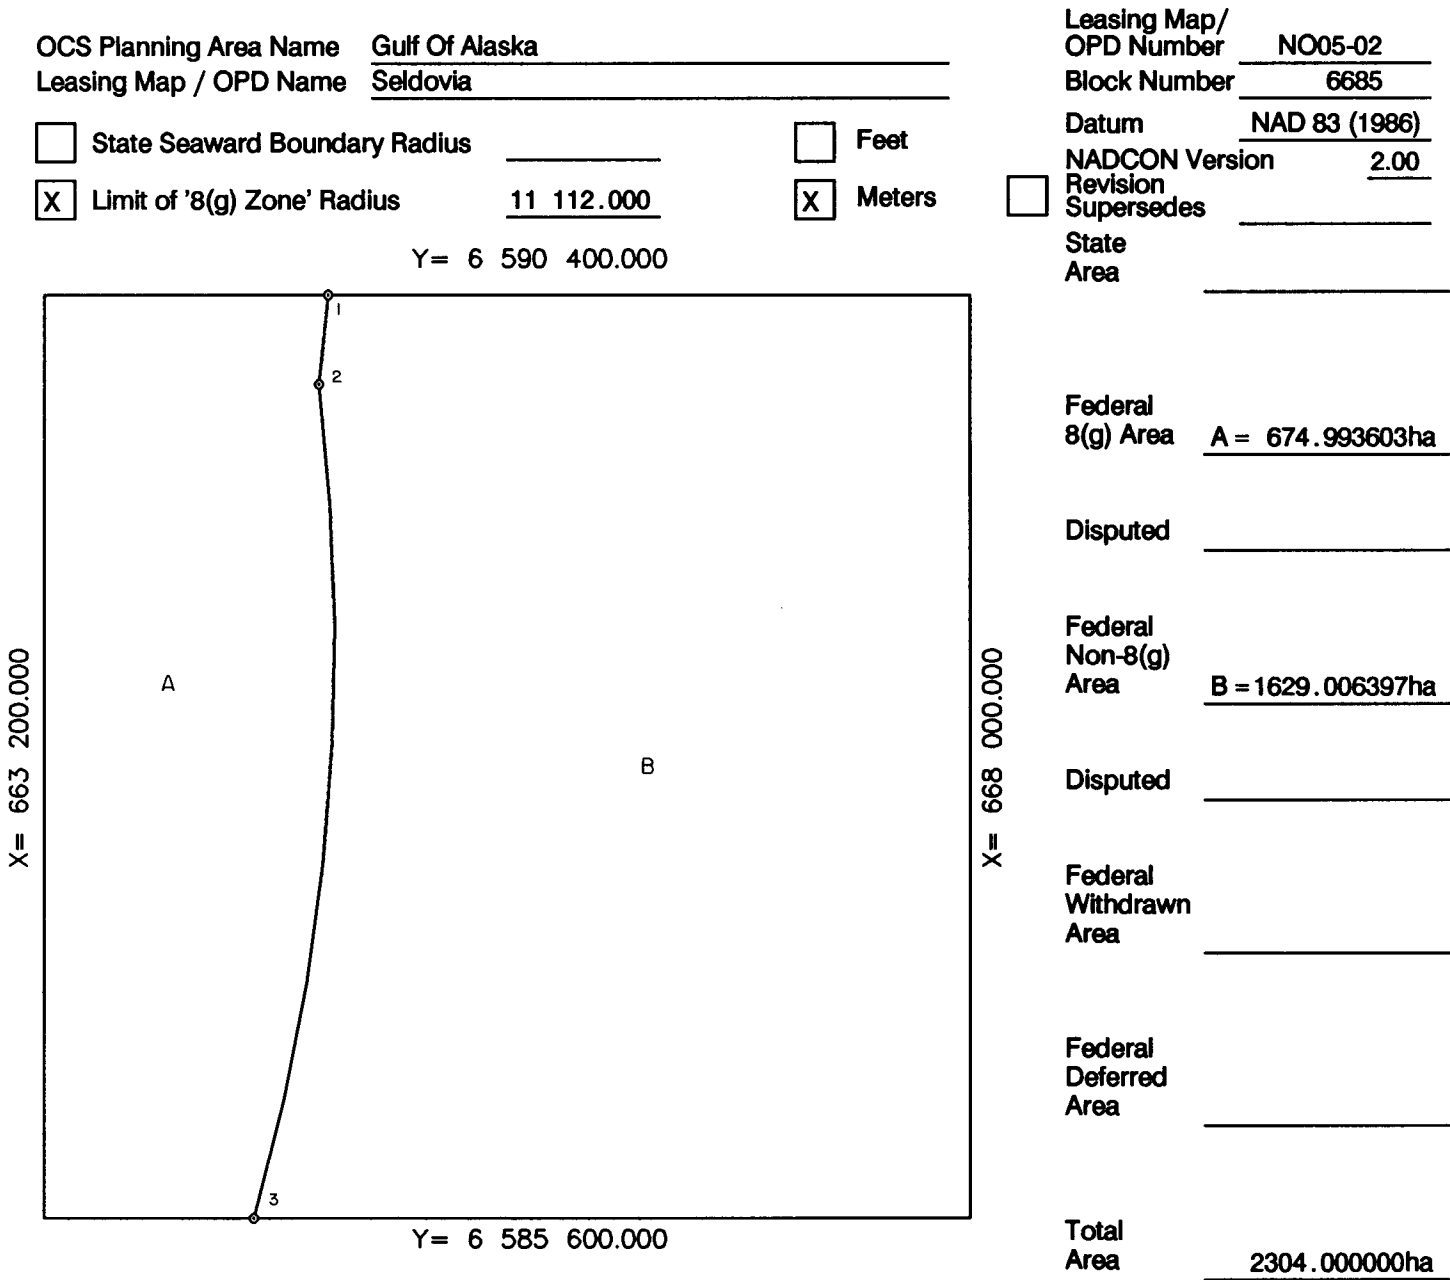 OCS Planning Area Name Gulf Of Alaska
Leasing Map / OPD Name Seldovia
State Seaward Boundary Radius
Feet
X Limit of '8(g) Zone' Radius 11 112.000
X Meters
Leasing Map/
OPD Number NO05-02
Block Number 6685
Datum NAD 83 (1986)
NADCON Version 2.00
Revision
Supersedes
State
Area
Y= 6 590 400.000
1
2
A
B
3
X= 663 200.000
X= 668 000.000
Y= 6 585 600.000
Federal
8(g) Area A = 674.993603ha
Disputed
Federal
Non-8(g)
Area B =1629.006397ha
Disputed
Federal
Withdrawn
Area
Federal
Deferred
Area
Total
Area 2304.000000ha